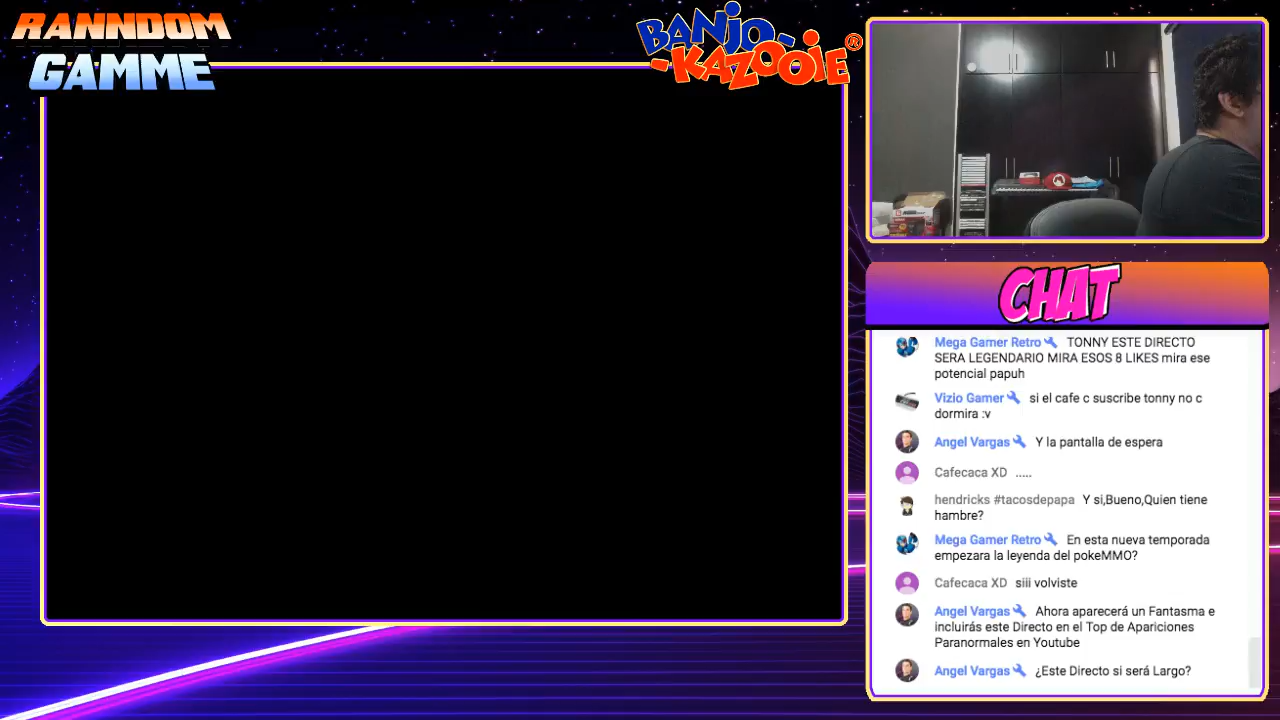 RANNDOM
GAMME
BANJO-
-KAZOOIE®
CHAT
Mega Gamer Retro TONNY ESTE DIRECTO
SERA LEGENDARIO MIRA ESOS 8 LIKES mira ese
potencial papuh
Vizio Gamer si el cafe c suscribe tonny no c
dormira :v
Angel Vargas Y la pantalla de espera
Cafecaca XD .....
hendricks #tacosdepapa Y si,Bueno,Quien tiene
hambre?
Mega Gamer Retro En esta nueva temporada
empezara la leyenda del pokeMMO?
Cafecaca XD siii volviste
Angel Vargas Ahora aparecerá un Fantasma e
incluirás este Directo en el Top de Apariciones
Paranormales en Youtube
Angel Vargas ¿Este Directo si será Largo?